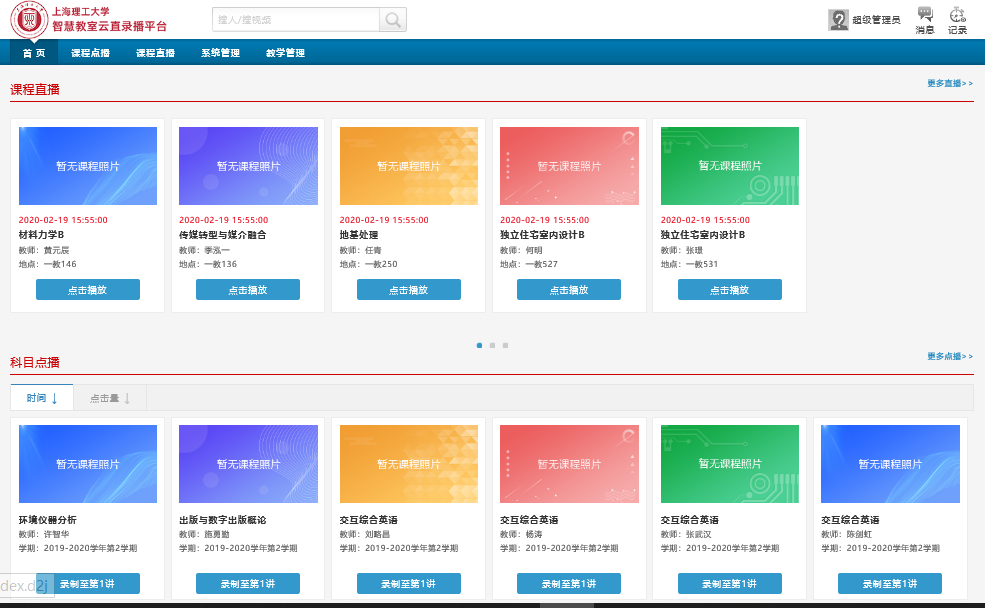 上海理工大学
智慧教室云直录播平台
搜人/搜视频
超级管理员
消息
记录
首 页 课程点播 课程直播 系统管理 教学管理
课程直播
更多直播> >
暂无课程照片 暂无课程照片 暂无课程照片 暂无课程照片 暂无课程照片
2020-02-19 15:55:00 2020-02-19 15:55:00 2020-02-19 15:55:00 2020-02-19 15:55:00 2020-02-19 15:55:00
材料力学B 传媒转型与媒介融合 地基处理 独立住宅室内设计B 独立住宅室内设计B
教师: 黄元辰 教师: 季泓一 教师: 任青 教师: 何明 教师: 张璟
地点: 一教146 地点: 一教136 地点: 一教250 地点: 一教527 地点: 一教531
点击播放 点击播放 点击播放 点击播放 点击播放
科目点播
更多点播> >
时间 ↓ 点击量 ↓
暂无课程照片 暂无课程照片 暂无课程照片 暂无课程照片 暂无课程照片 暂无课程照片
环境仪器分析 出版与数字出版概论 交互综合英语 交互综合英语 交互综合英语 交互综合英语
教师: 许智华 教师: 施勇勤 教师: 刘略昌 教师: 杨涛 教师: 张武汉 教师: 陈剑虹
学期: 2019-2020学年第2学期 学期: 2019-2020学年第2学期 学期: 2019-2020学年第2学期 学期: 2019-2020学年第2学期 学期: 2019-2020学年第2学期 学期: 2019-2020学年第2学期
录制至第1讲 录制至第1讲 录制至第1讲 录制至第1讲 录制至第1讲 录制至第1讲
dex.d2j